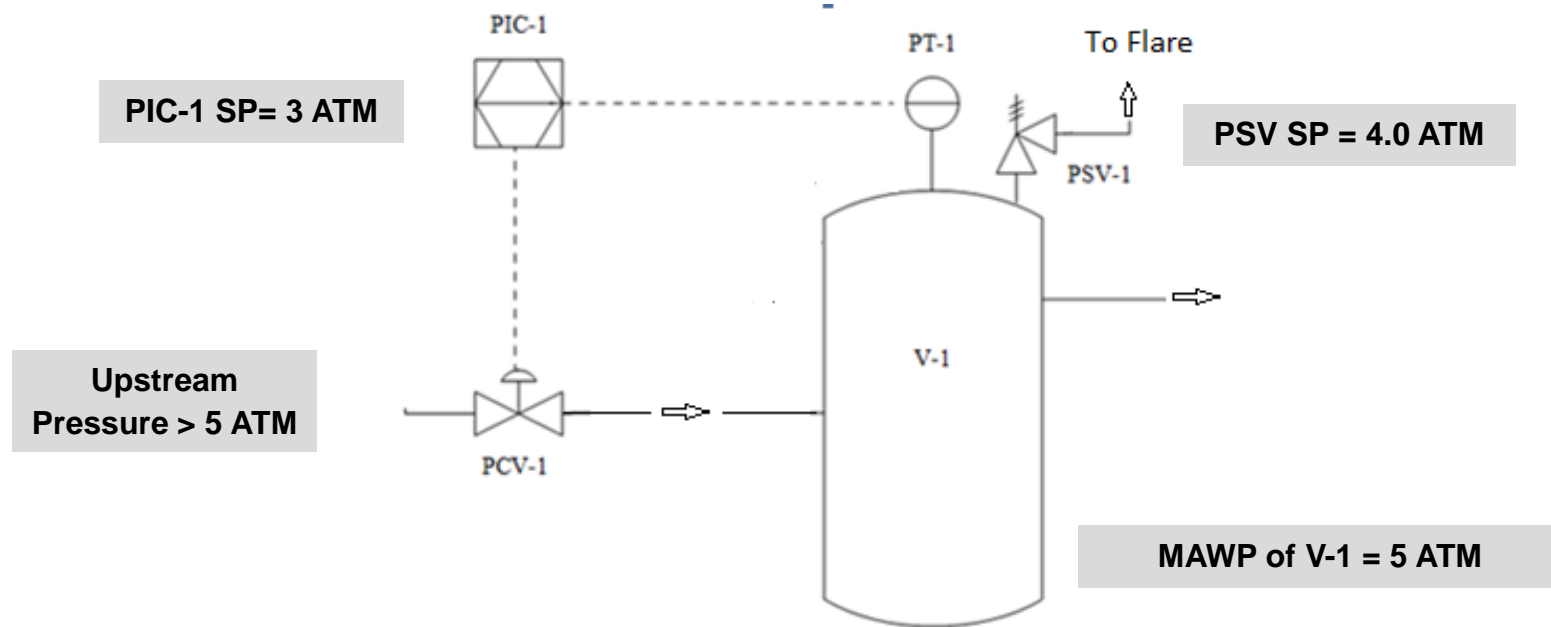 PIC-1
PT-1
To Flare
PIC-1 SP= 3 ATM
PSV SP = 4.0 ATM
PSV-1
Upstream
Pressure > 5 ATM
V-1
PCV-1
MAWP of V-1 = 5 ATM